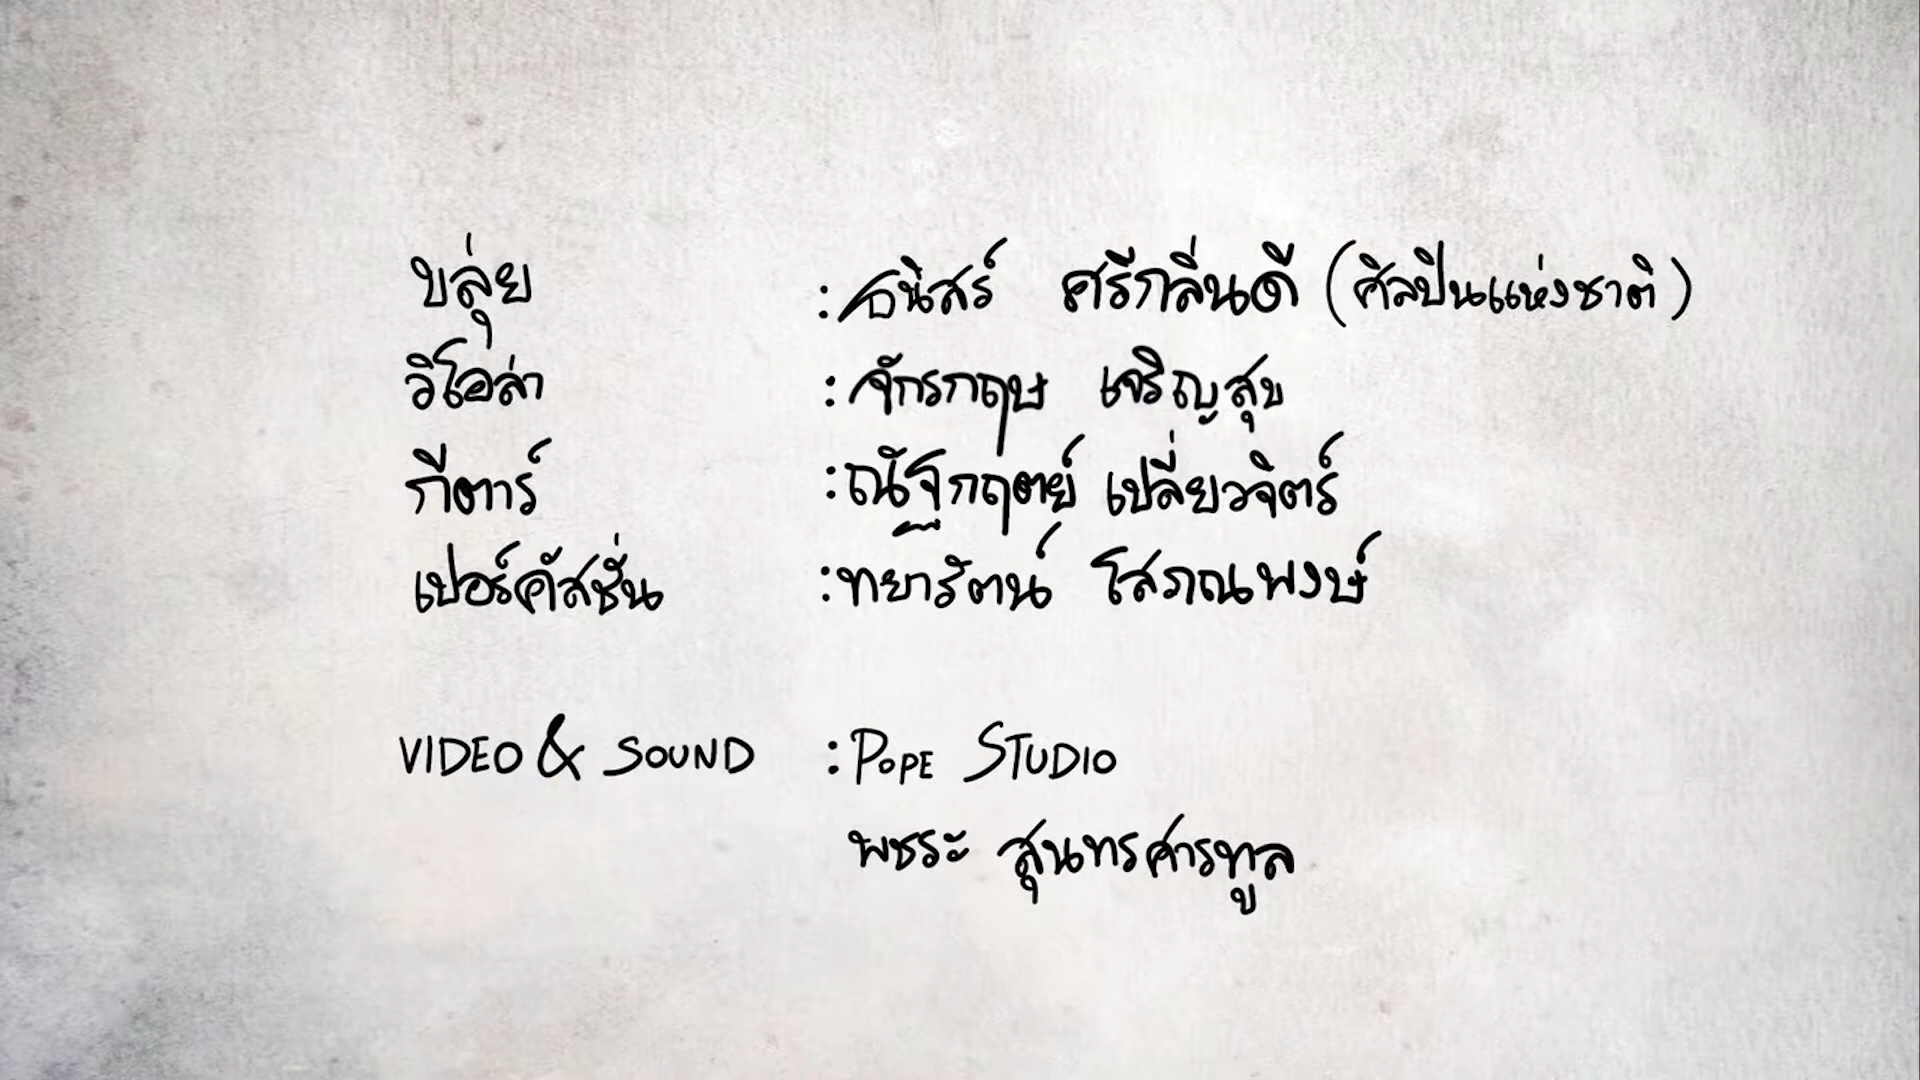 ขลุ่ย : ธนิสร์ ศรีกลิ่นดี (ศิลปินแห่งชาติ)
วิโอล่า : จักรกฤษ เจริญสุข
กีตาร์ : ณัฐกฤตย์ เปลี่ยวจิตร์
เปอร์คัสชั่น : ทยารัตน์ โสภณพงษ์
VIDEO & SOUND : POPE STUDIO
พชระ สุนทรศารทูล